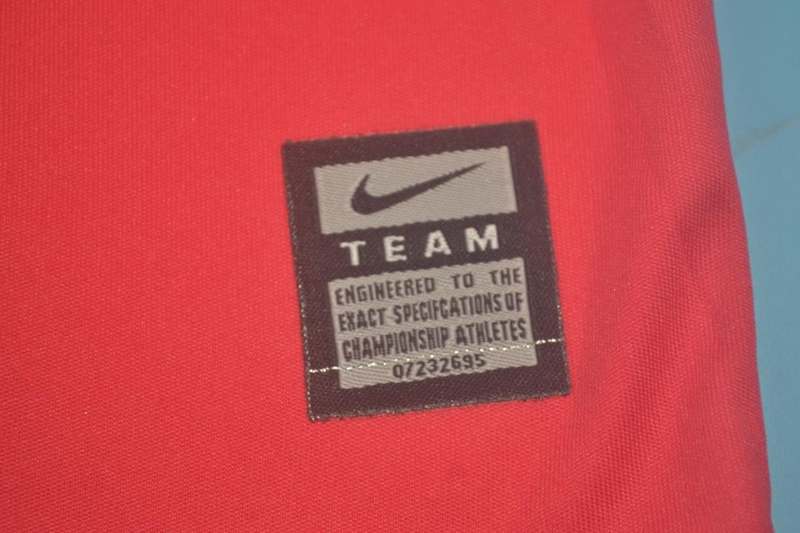 TEAM
ENGINEERED TO THE
EXACT SPECIFCATIONS OF
CHAMPIONSHIP ATHLETES
07232695